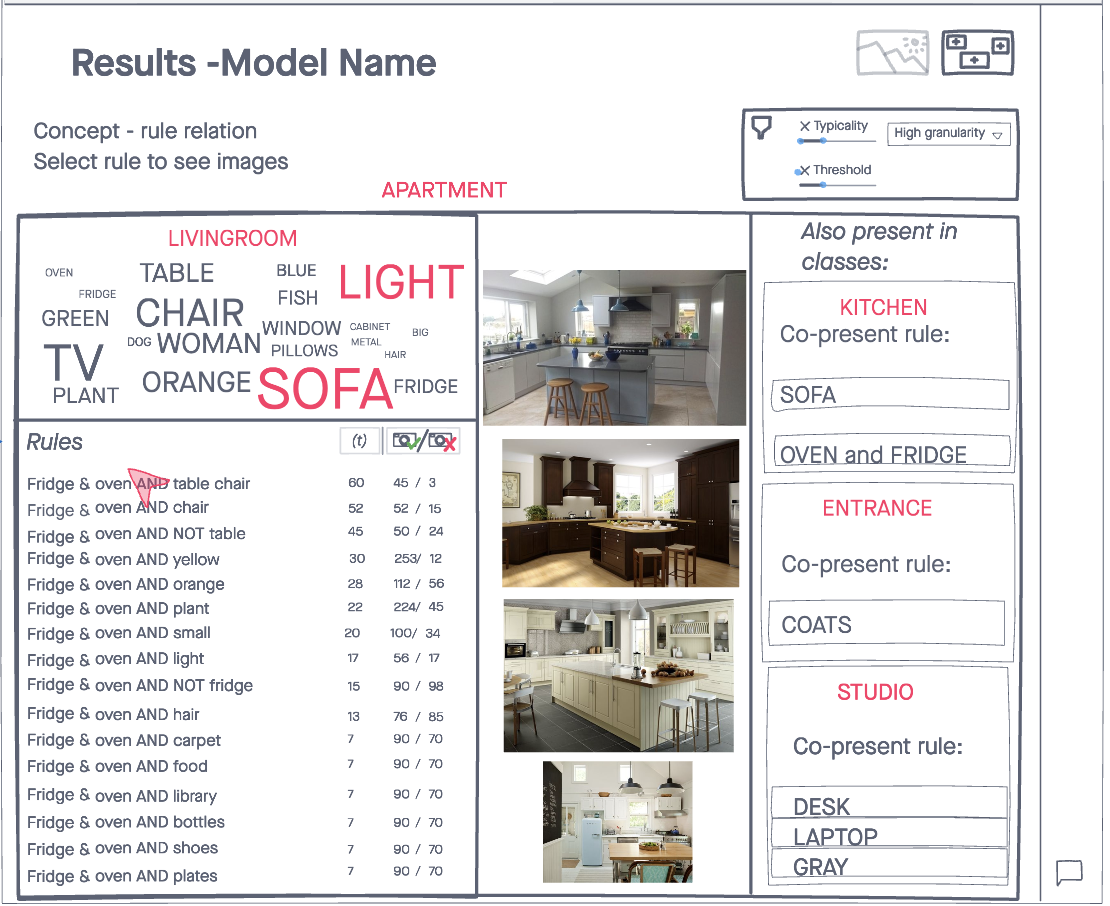 Results -Model Name
Concept - rule relation
Select rule to see images
Typicality
High granularity
Threshold
APARTMENT
LIVINGROOM
OVEN
TABLE
BLUE
LIGHT
FRIDGE
FISH
GREEN
CHAIR
WINDOW
CABINET
BIG
DOG
WOMAN
METAL
TV
PILLOWS
HAIR
PLANT
ORANGE
SOFA
FRIDGE
Rules
(t)
/
Fridge & oven AND table chair 60 45 / 3
Fridge & oven AND chair 52 52 / 15
Fridge & oven AND NOT table 45 50 / 24
Fridge & oven AND yellow 30 253/ 12
Fridge & oven AND orange 28 112 / 56
Fridge & oven AND plant 22 224/ 45
Fridge & oven AND small 20 100/ 34
Fridge & oven AND light 17 56 / 17
Fridge & oven AND NOT fridge 15 90 / 98
Fridge & oven AND hair 13 76 / 85
Fridge & oven AND carpet 7 90 / 70
Fridge & oven AND food 7 90 / 70
Fridge & oven AND library 7 90 / 70
Fridge & oven AND bottles 7 90 / 70
Fridge & oven AND shoes 7 90 / 70
Fridge & oven AND plates 7 90 / 70
Also present in
classes:
KITCHEN
Co-present rule:
SOFA
OVEN and FRIDGE
ENTRANCE
Co-present rule:
COATS
STUDIO
Co-present rule:
DESK
LAPTOP
GRAY